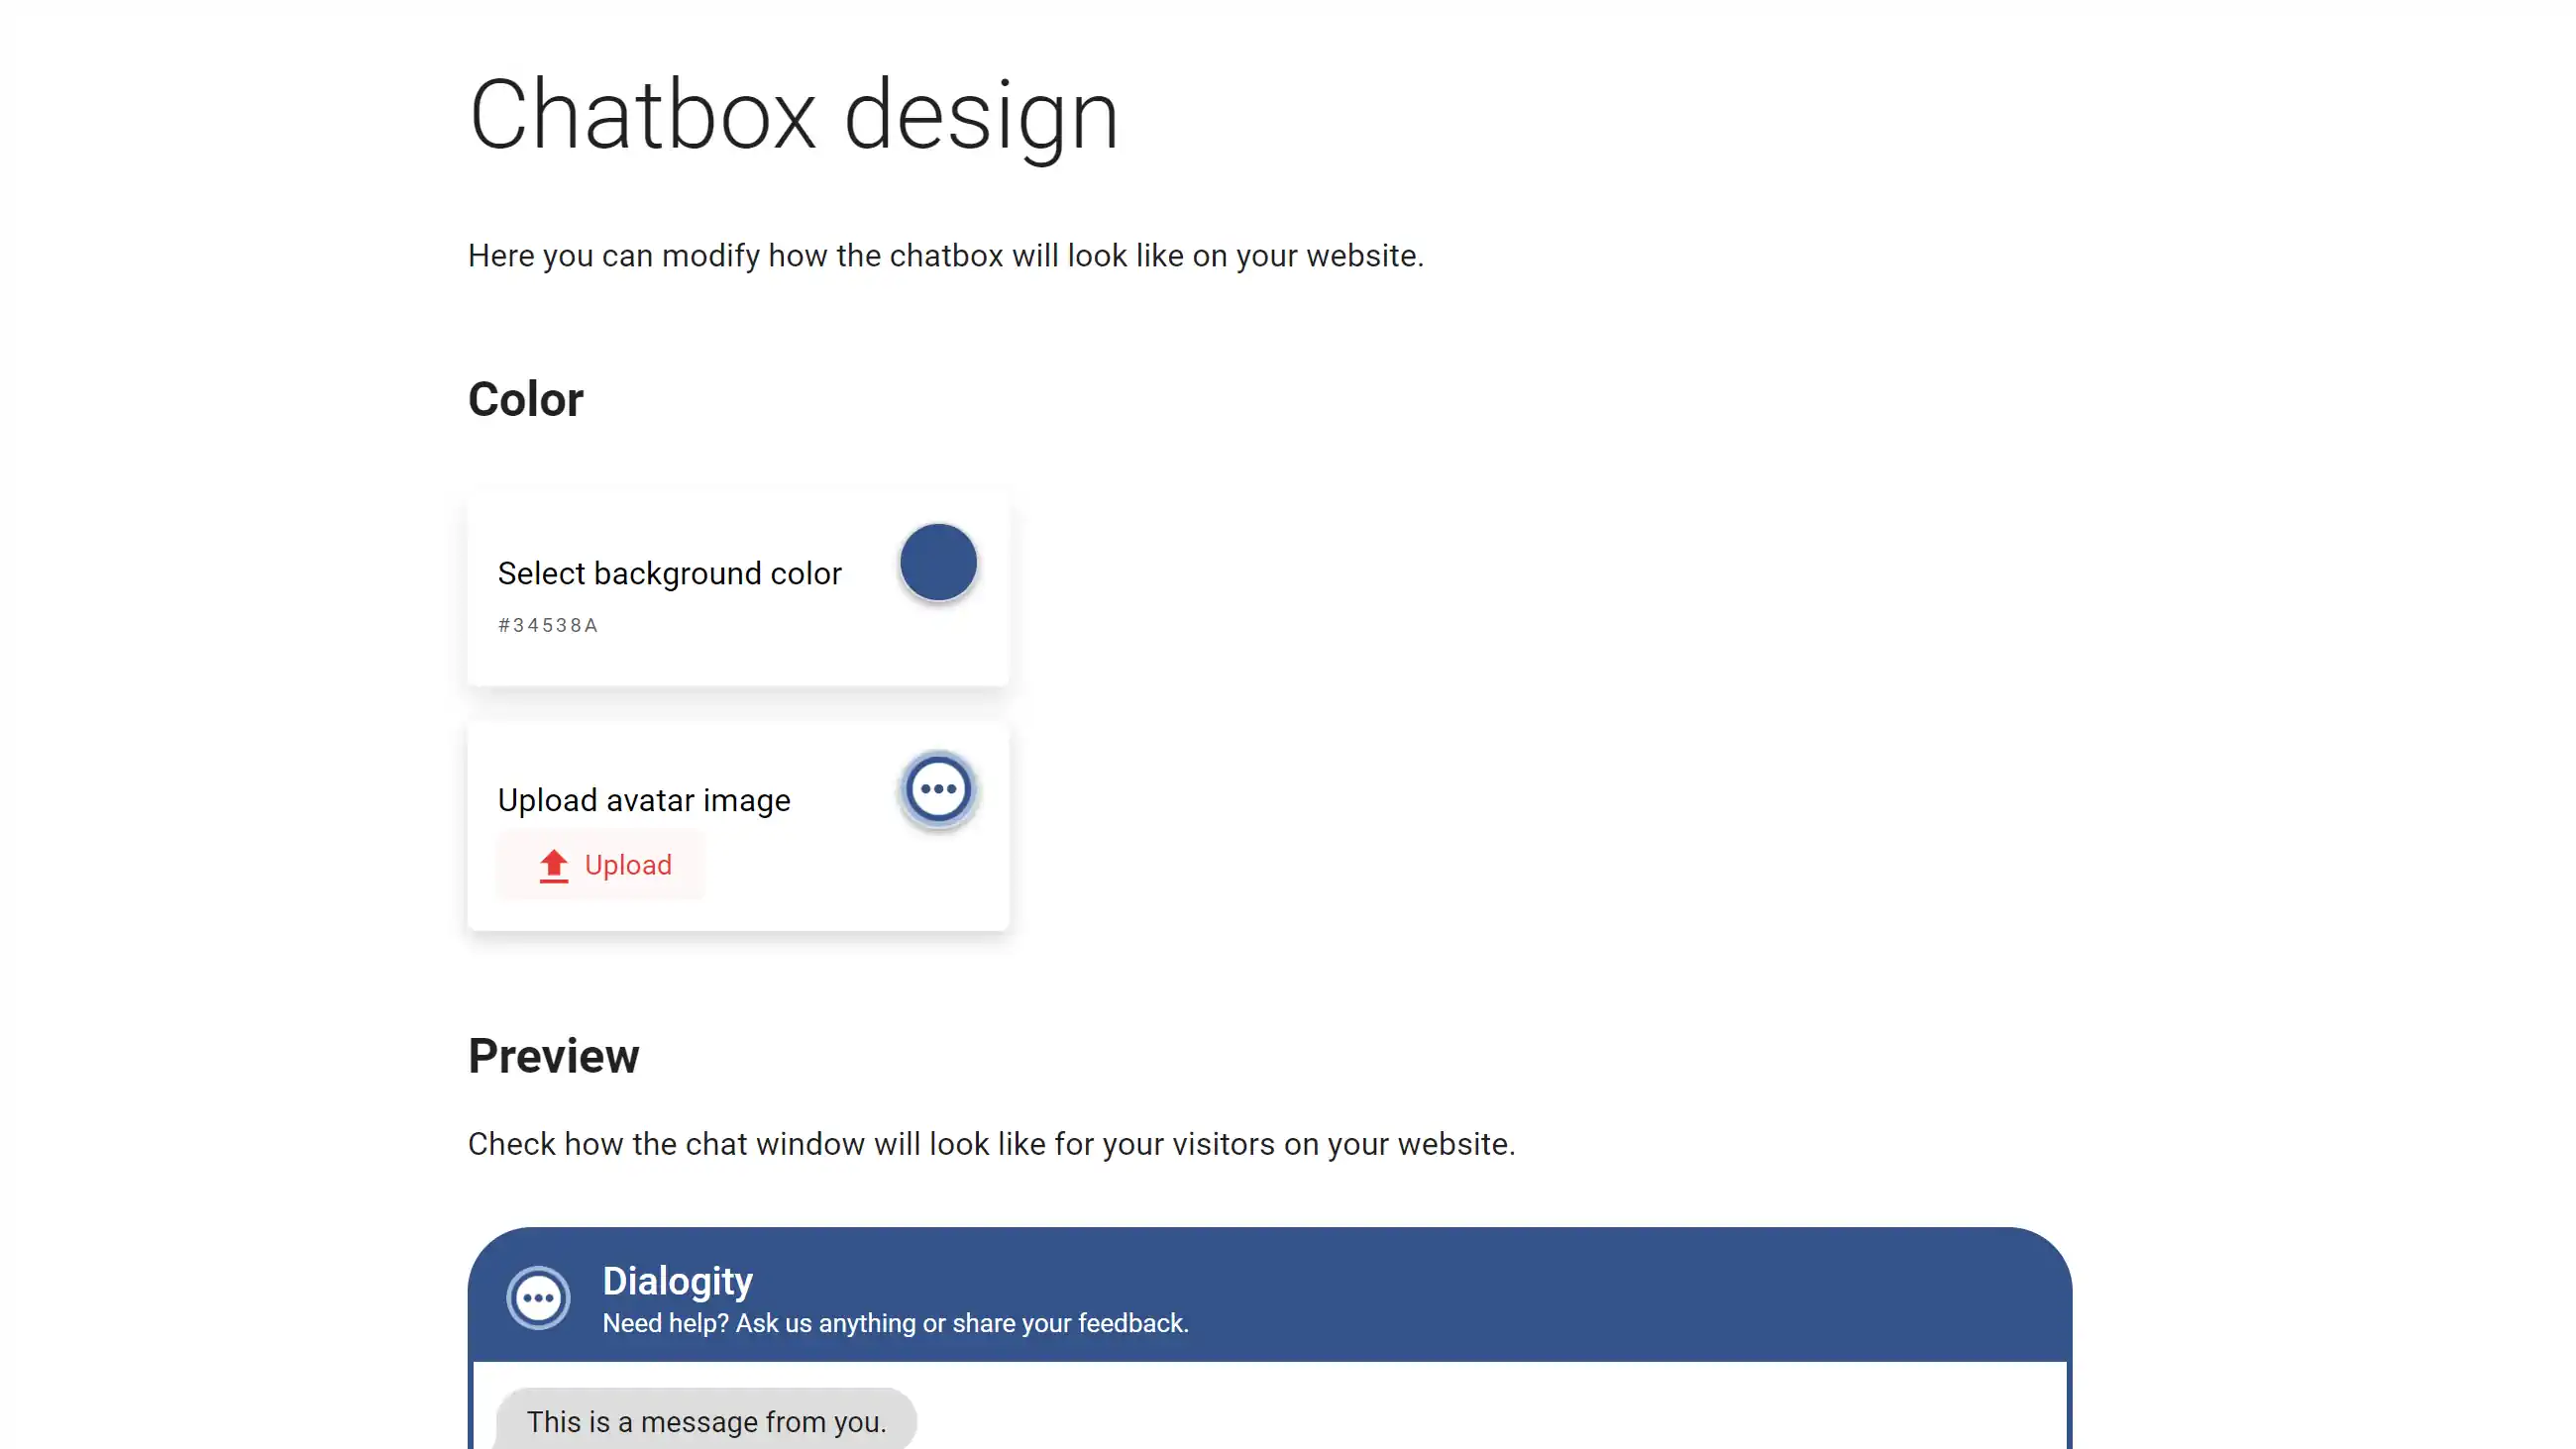 Chatbox design
Here you can modify how the chatbox will look like on your website.
Color
Select background color
#34538A
Upload avatar image
Upload
Preview
Check how the chat window will look like for your visitors on your website.
Dialogity
Need help? Ask us anything or share your feedback.
This is a message from you.